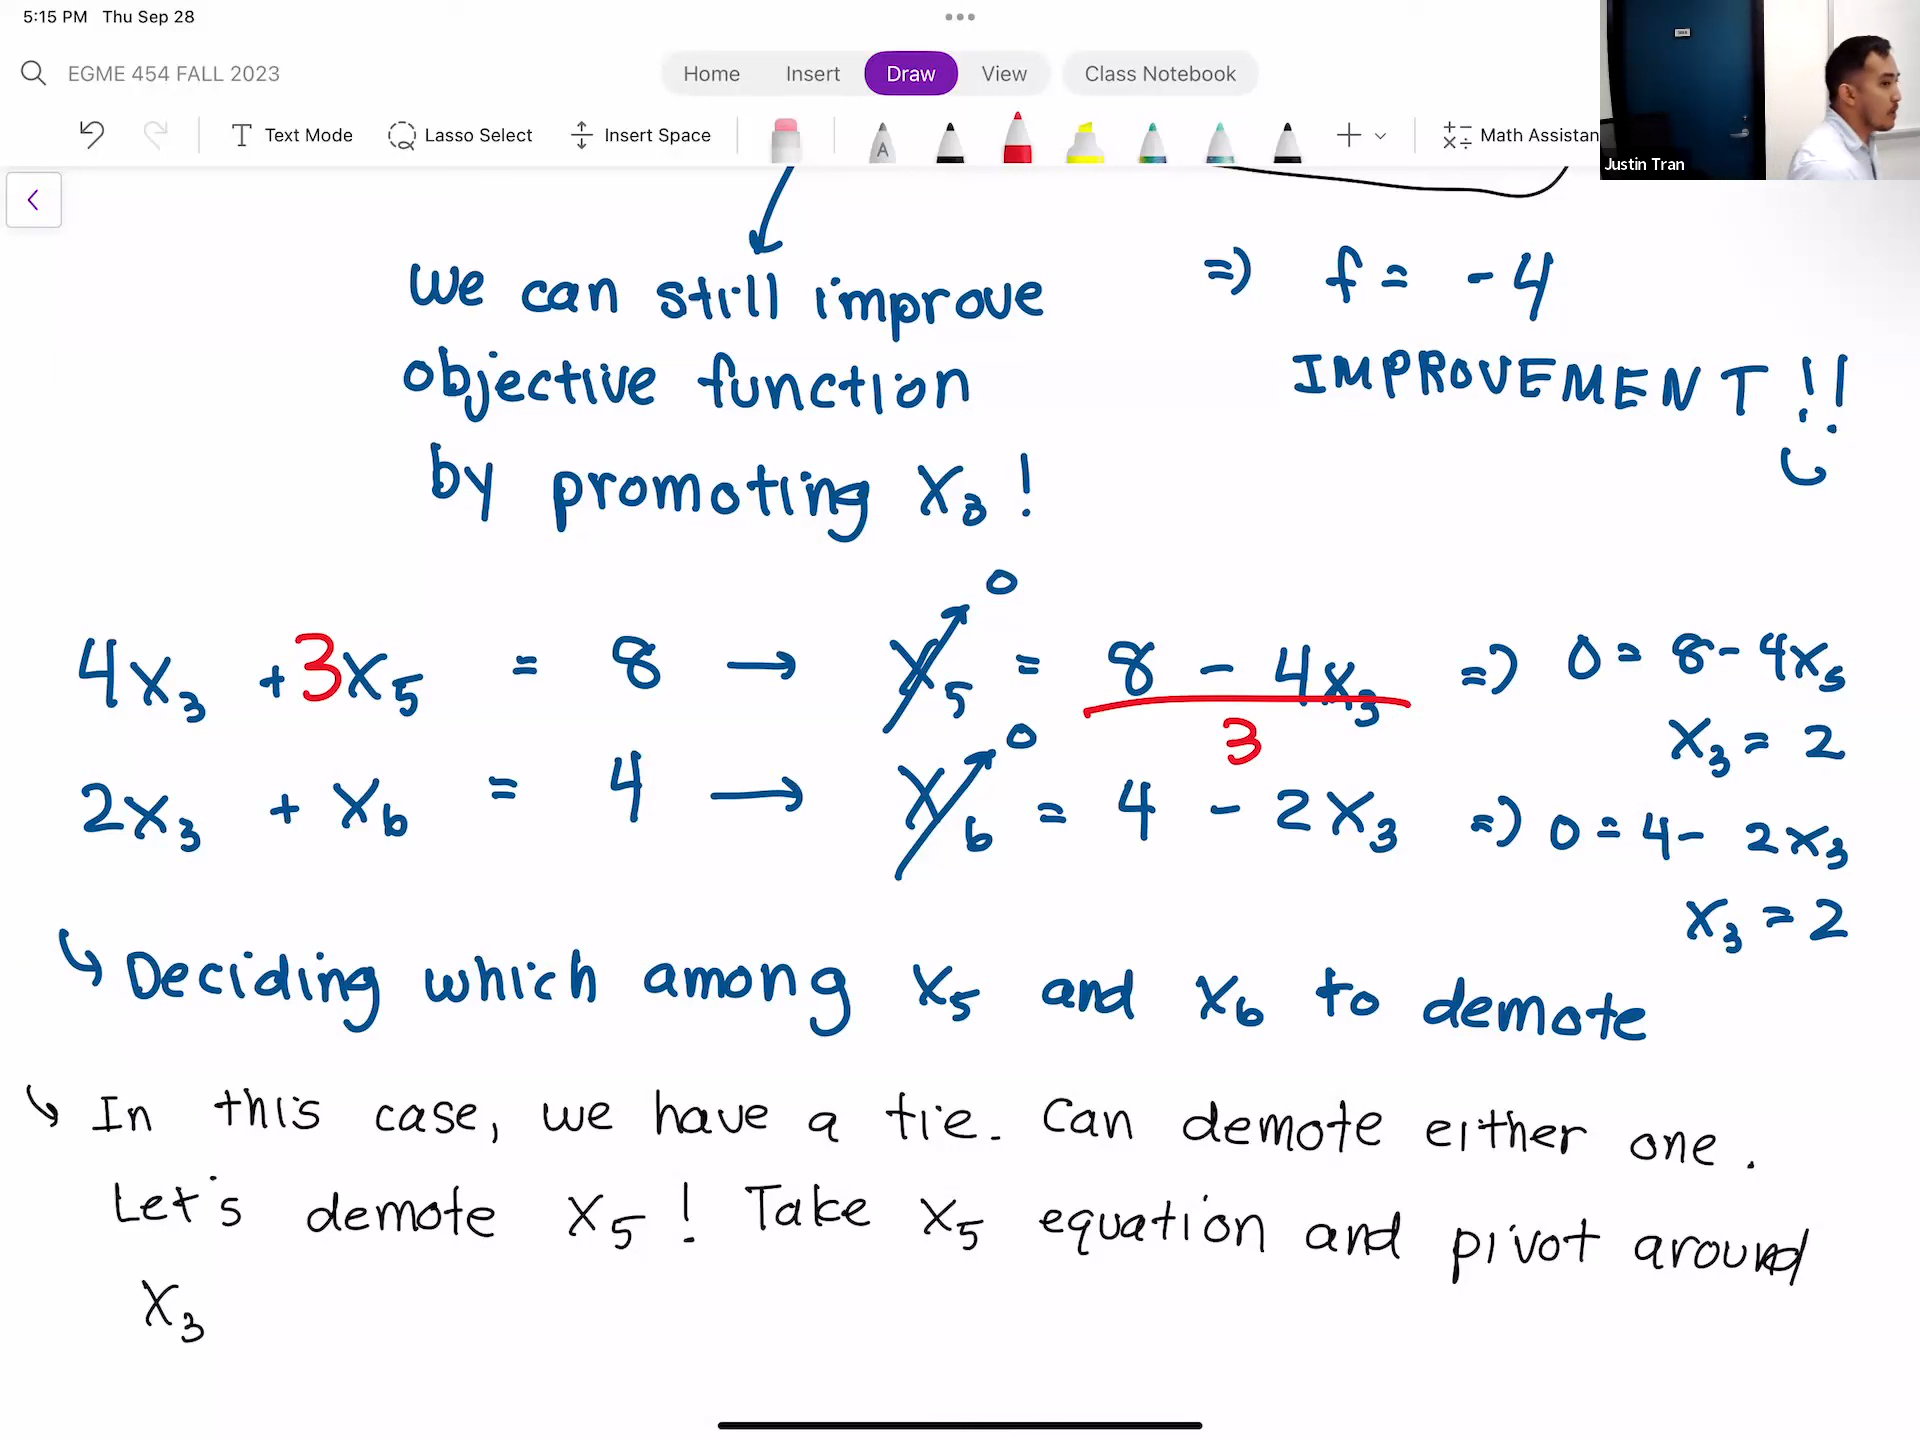 5:15 PM Thu Sep 28
EGME 454 FALL 2023
Home Insert Draw View Class Notebook
Text Mode Lasso Select Insert Space A Math Assistan
Justin Tran
we can still improve
objective function
by promoting x₃ !
=> f = -4
IMPROVEMENT !!
4x₃ + 3x₅ = 8 → x₅ 0 = (8 - 4x₃)/3 => 0 = 8 - 4x₃
x₃ = 2
2x₃ + x₆ = 4 → x₆ 0 = 4 - 2x₃ => 0 = 4 - 2x₃
x₃ = 2
↳ Deciding which among x₅ and x₆ to demote
↳ In this case, we have a tie. Can demote either one.
Let's demote x₅ ! Take x₅ equation and pivot around
x₃